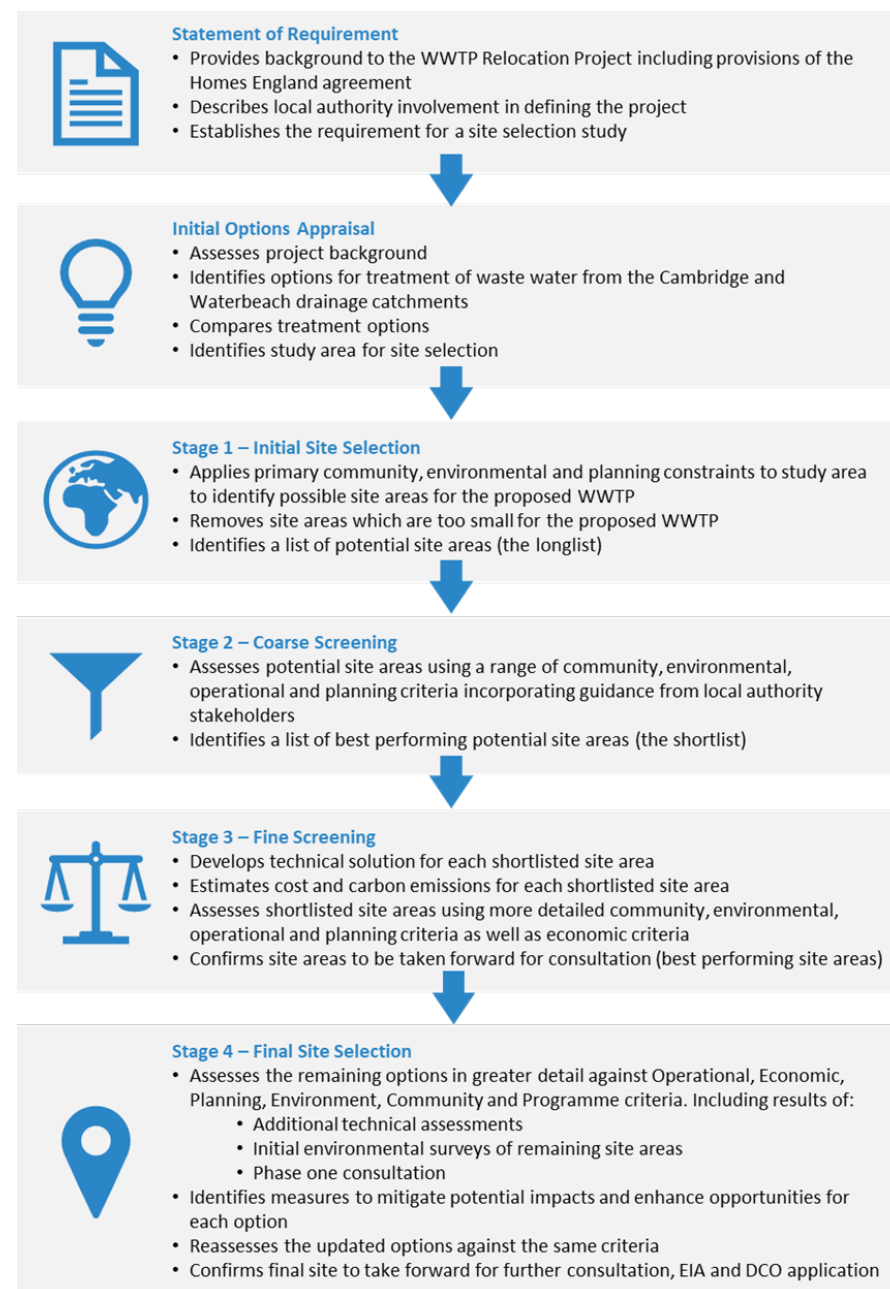 Statement of Requirement
• Provides background to the WWTP Relocation Project including provisions of the
Homes England agreement
• Describes local authority involvement in defining the project
• Establishes the requirement for a site selection study
Initial Options Appraisal
• Assesses project background
• Identifies options for treatment of waste water from the Cambridge and
Waterbeach drainage catchments
• Compares treatment options
• Identifies study area for site selection
Stage 1 – Initial Site Selection
• Applies primary community, environmental and planning constraints to study area
to identify possible site areas for the proposed WWTP
• Removes site areas which are too small for the proposed WWTP
• Identifies a list of potential site areas (the longlist)
Stage 2 – Coarse Screening
• Assesses potential site areas using a range of community, environmental,
operational and planning criteria incorporating guidance from local authority
stakeholders
• Identifies a list of best performing potential site areas (the shortlist)
Stage 3 – Fine Screening
• Develops technical solution for each shortlisted site area
• Estimates cost and carbon emissions for each shortlisted site area
• Assesses shortlisted site areas using more detailed community, environmental,
operational and planning criteria as well as economic criteria
• Confirms site areas to be taken forward for consultation (best performing site areas)
Stage 4 – Final Site Selection
• Assesses the remaining options in greater detail against Operational, Economic,
Planning, Environment, Community and Programme criteria. Including results of:
• Additional technical assessments
• Initial environmental surveys of remaining site areas
• Phase one consultation
• Identifies measures to mitigate potential impacts and enhance opportunities for
each option
• Reassesses the updated options against the same criteria
• Confirms final site to take forward for further consultation, EIA and DCO application